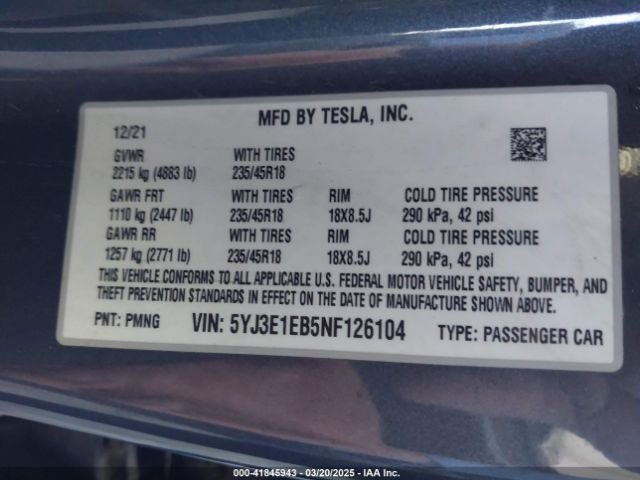 MFD BY TESLA, INC.
12/21
GVWR WITH TIRES
2215 kg (4883 lb) 235/45R18
GAWR FRT WITH TIRES RIM COLD TIRE PRESSURE
1110 kg (2447 lb) 235/45R18 18X8.5J 290 kPa, 42 psi
GAWR RR WITH TIRES RIM COLD TIRE PRESSURE
1257 kg (2771 lb) 235/45R18 18X8.5J 290 kPa, 42 psi
THIS VEHICLE CONFORMS TO ALL APPLICABLE U.S. FEDERAL MOTOR VEHICLE SAFETY, BUMPER, AND
THEFT PREVENTION STANDARDS IN EFFECT ON THE DATE OF MANUFACTURE SHOWN ABOVE.
PNT: PMNG VIN: 5YJ3E1EB5NF126104 TYPE: PASSENGER CAR
000-41845943 - 03/20/2025 - IAA Inc.